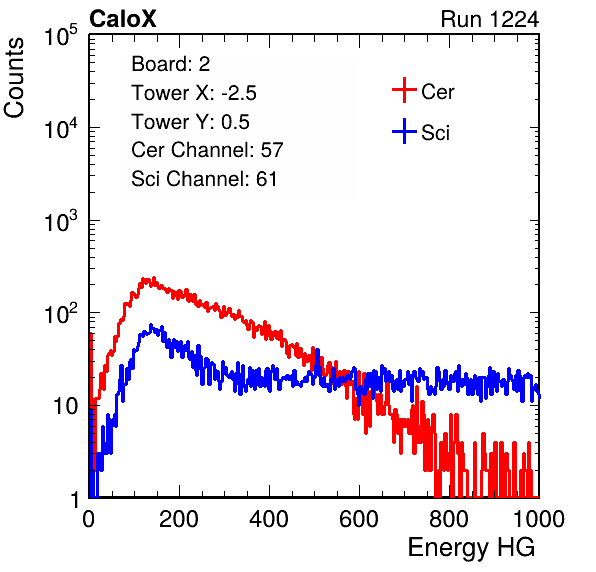 CaloX Run 1224
Counts
10^5
10^4
10^3
10^2
10
1
Board: 2
Tower X: -2.5
Tower Y: 0.5
Cer Channel: 57
Sci Channel: 61
Cer
Sci
0 200 400 600 800 1000
Energy HG